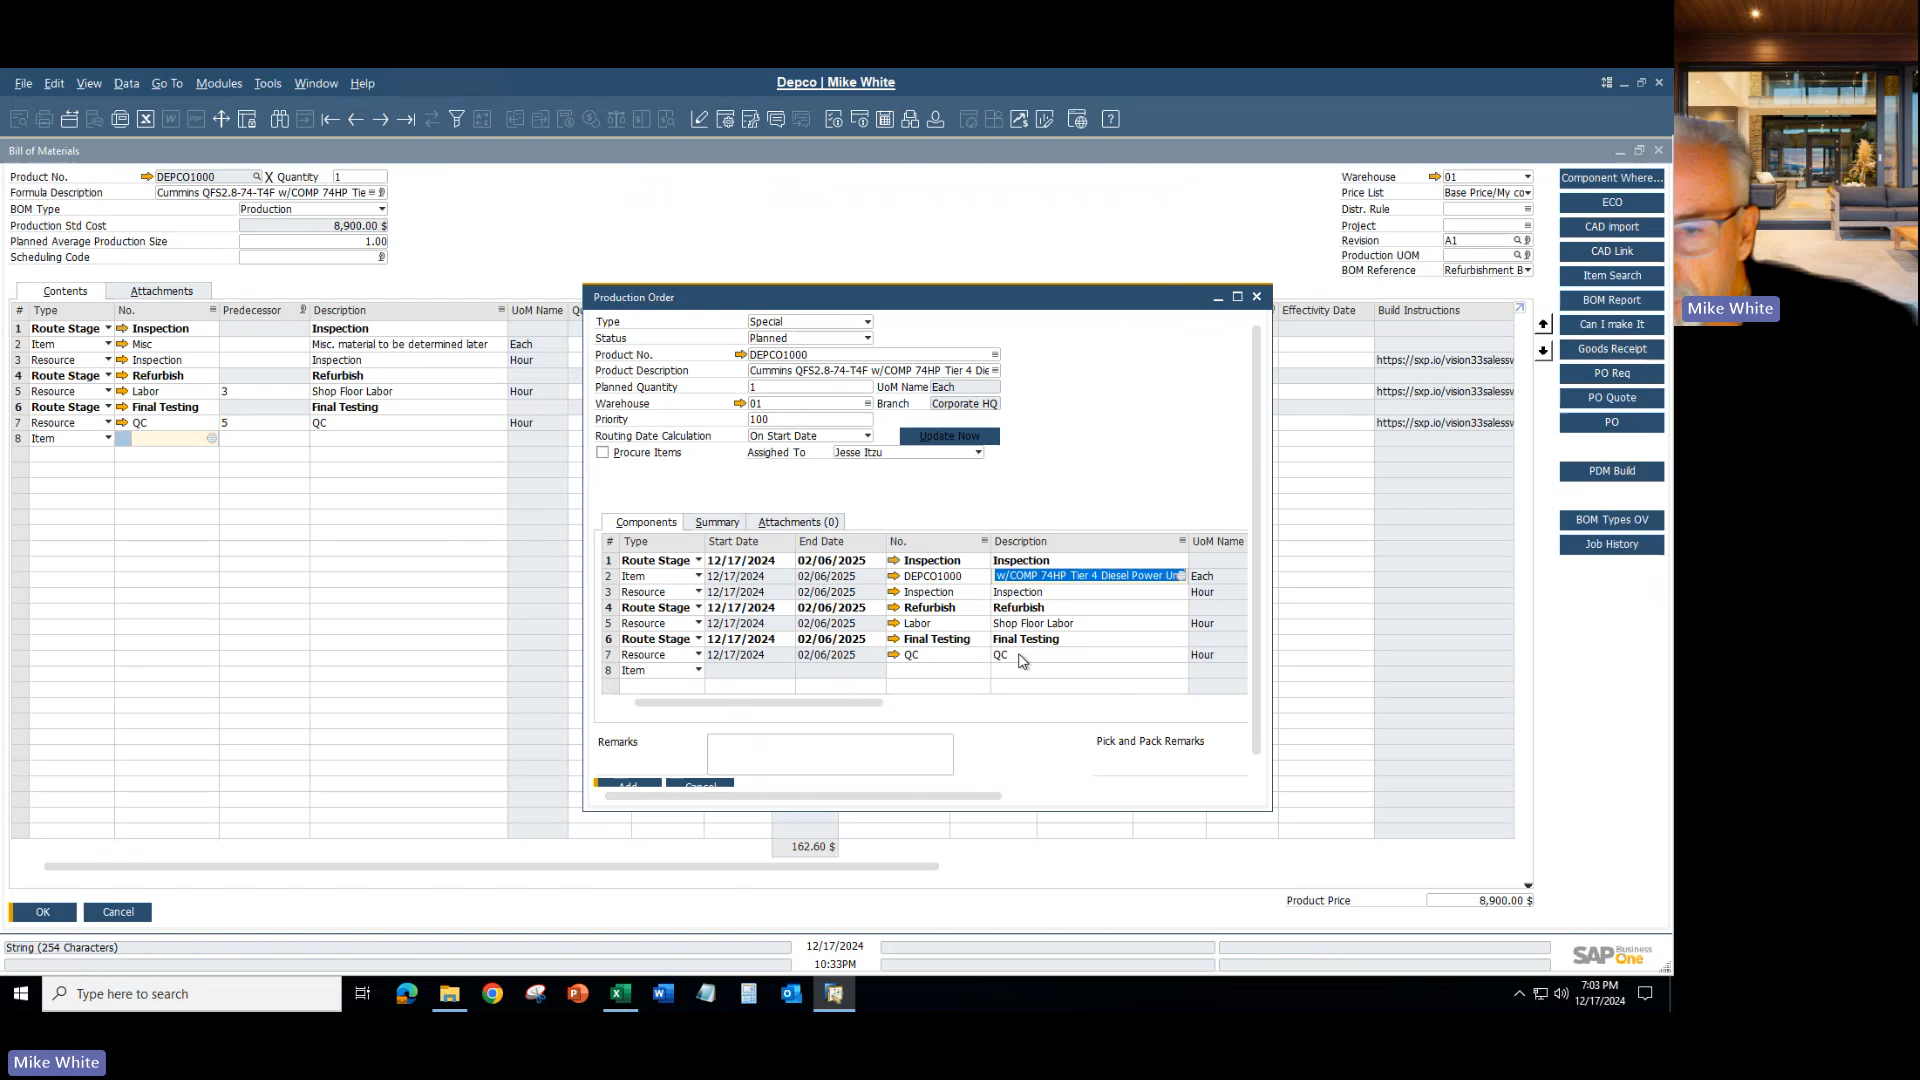 File Edit View Data Go To Modules Tools Window Help
Depco | Mike White
Bill of Materials
Product No. DEPCO1000 X Quantity 1
Formula Description Cummins QFS2.8-74-T4F w/COMP 74HP Tie
BOM Type Production
Production Std Cost 8,900.00 $
Planned Average Production Size 1.00
Scheduling Code
Warehouse 01
Price List Base Price/My co
Distr. Rule
Project
Revision A1
Production UOM
BOM Reference Refurbishment B
Component Where...
ECO
CAD import
CAD Link
Item Search
BOM Report
Can I make It
Goods Receipt
PO Req
PO Quote
PO
PDM Build
BOM Types OV
Job History
Contents Attachments
# Type No. Predecessor Description UoM Name Effectivity Date Build Instructions
1 Route Stage Inspection Inspection
2 Item Misc Misc. material to be determined later Each
3 Resource Inspection Inspection Hour https://sxp.io/vision33salessv
4 Route Stage Refurbish Refurbish
5 Resource Labor 3 Shop Floor Labor Hour https://sxp.io/vision33salessv
6 Route Stage Final Testing Final Testing
7 Resource QC 5 QC Hour https://sxp.io/vision33salessv
8 Item
162.60 $
Product Price 8,900.00 $
OK Cancel
Production Order
Type Special
Status Planned
Product No. DEPCO1000
Product Description Cummins QFS2.8-74-T4F w/COMP 74HP Tier 4 Die
Planned Quantity 1 UoM Name Each
Warehouse 01 Branch Corporate HQ
Priority 100
Routing Date Calculation On Start Date Update Now
Procure Items Assighed To Jesse Itzu
Components Summary Attachments (0)
# Type Start Date End Date No. Description UoM Name
1 Route Stage 12/17/2024 02/06/2025 Inspection Inspection
2 Item 12/17/2024 02/06/2025 DEPCO1000 w/COMP 74HP Tier 4 Diesel Power Un Each
3 Resource 12/17/2024 02/06/2025 Inspection Inspection Hour
4 Route Stage 12/17/2024 02/06/2025 Refurbish Refurbish
5 Resource 12/17/2024 02/06/2025 Labor Shop Floor Labor Hour
6 Route Stage 12/17/2024 02/06/2025 Final Testing Final Testing
7 Resource 12/17/2024 02/06/2025 QC QC Hour
8 Item
Remarks Pick and Pack Remarks
Add Cancel
String (254 Characters)
12/17/2024
10:33PM
SAP Business One
Type here to search
7:03 PM
12/17/2024
Mike White
Mike White